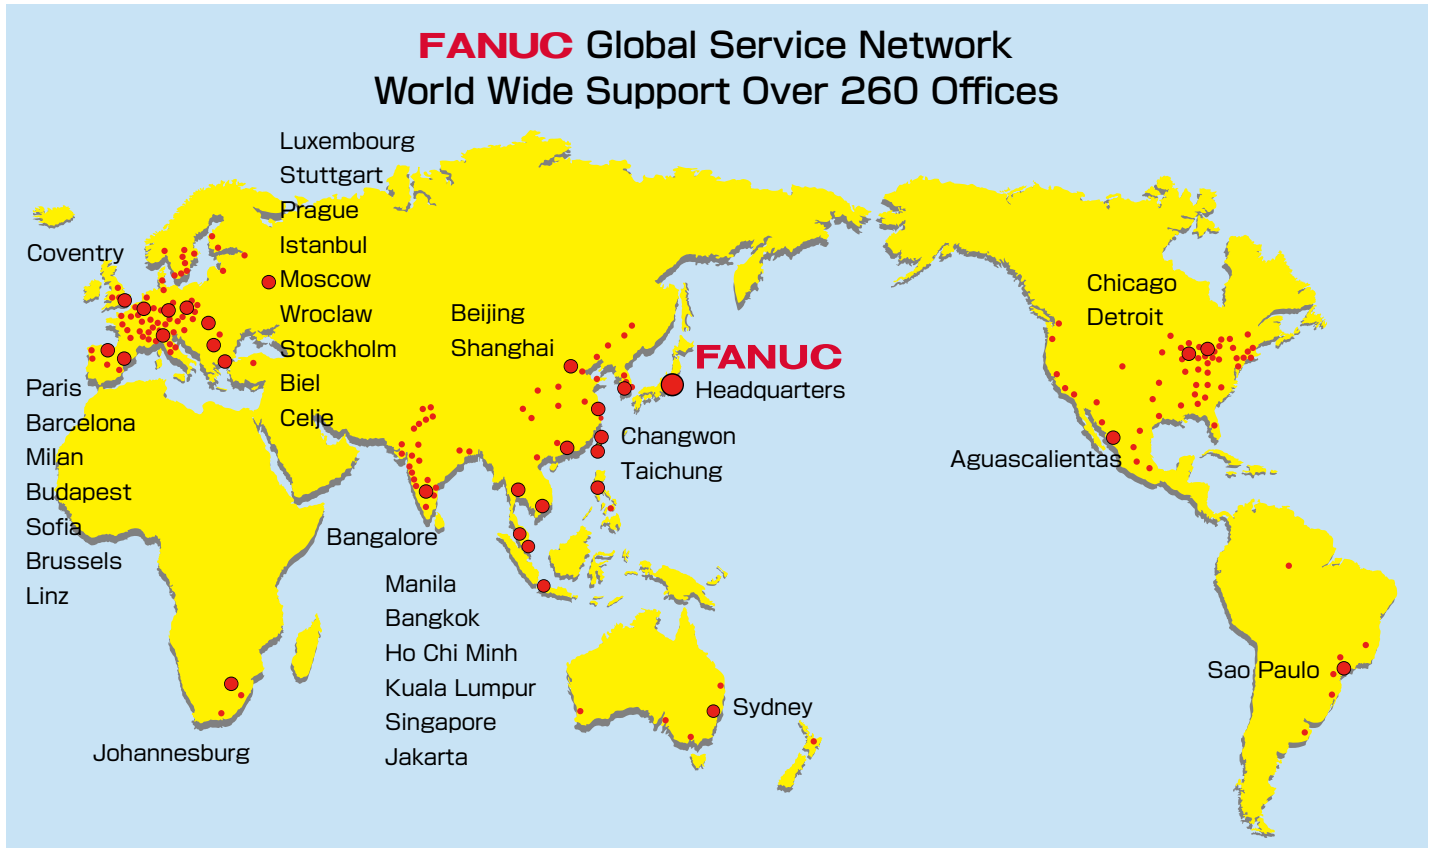 FANUC Global Service Network
World Wide Support Over 260 Offices
Luxembourg
Stuttgart
Prague
Istanbul
Moscow
Wroclaw
Stockholm
Biel
Celje
Coventry
Paris
Barcelona
Milan
Budapest
Sofia
Brussels
Linz
Beijing
Shanghai
FANUC
Headquarters
Changwon
Taichung
Bangalore
Manila
Bangkok
Ho Chi Minh
Kuala Lumpur
Singapore
Jakarta
Johannesburg
Sydney
Chicago
Detroit
Aguascalientas
Sao Paulo